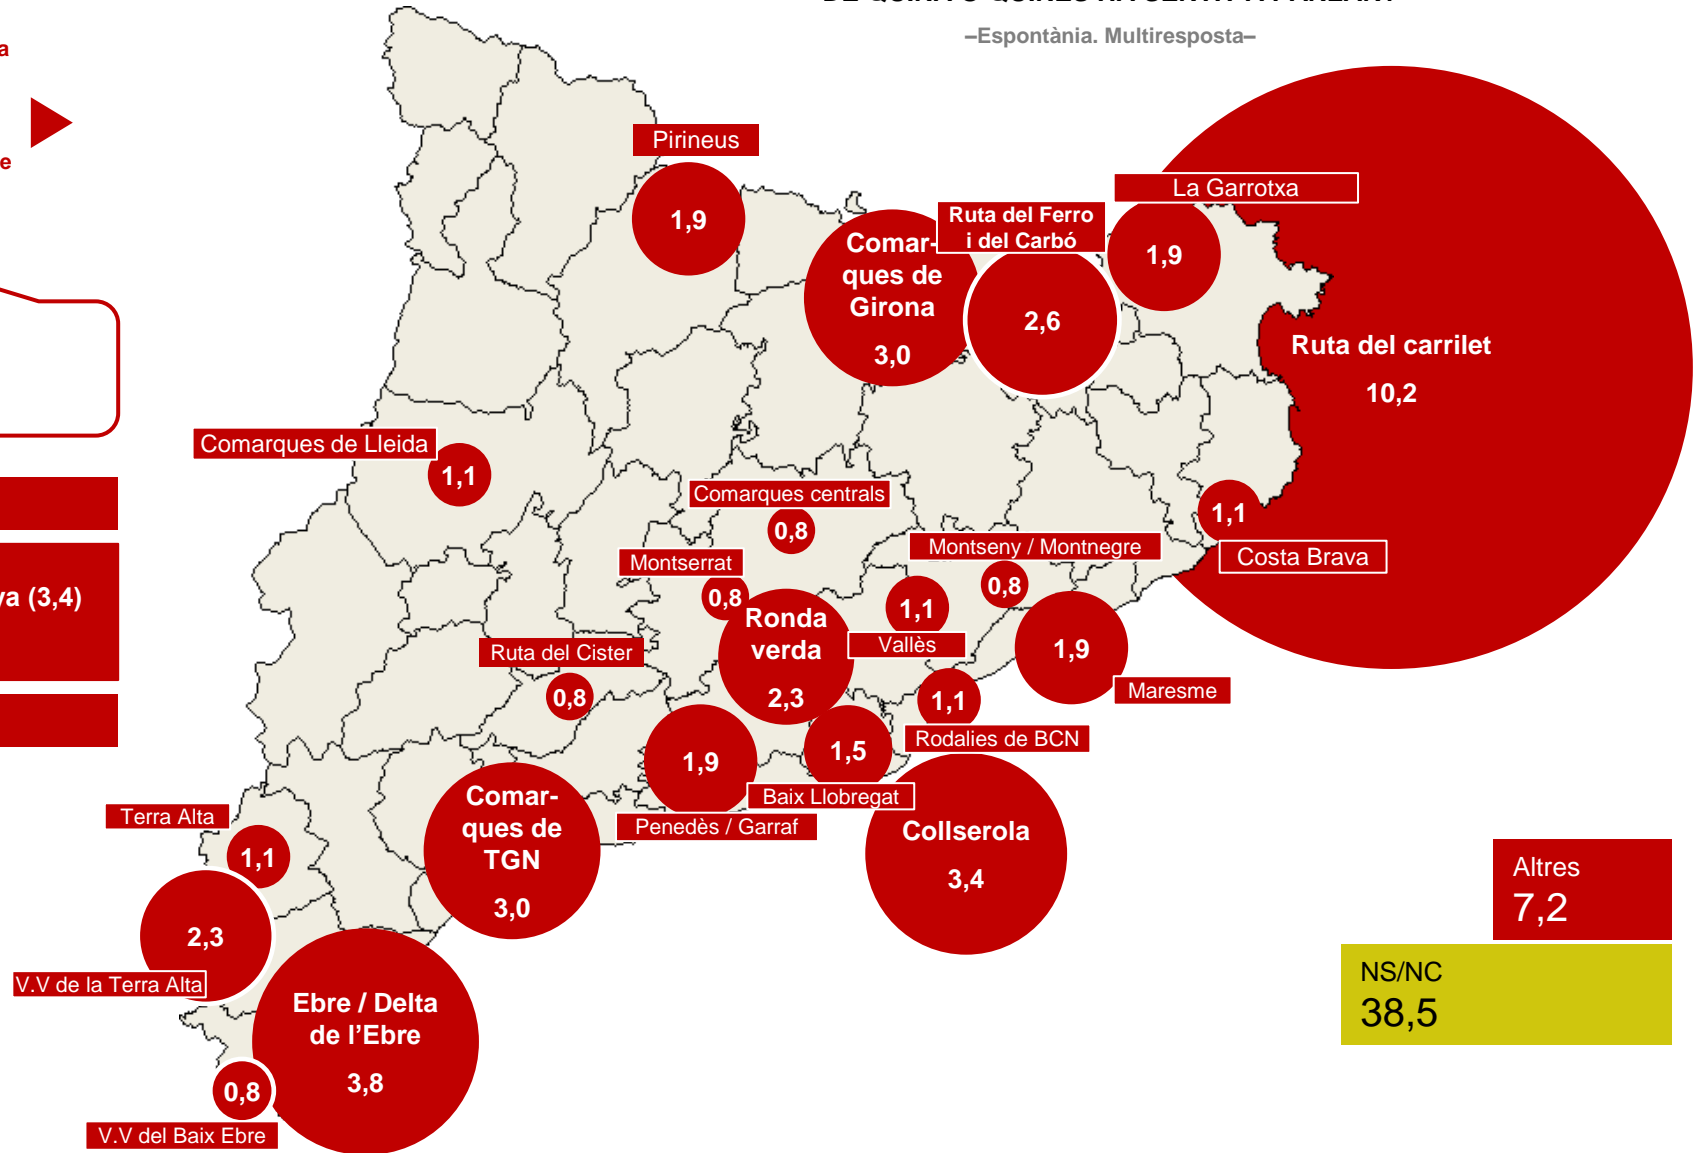 –Espontània. Multiresposta–
a
e
Pirineus
1,9
La Garrotxa
1,9
Ruta del Ferro
i del Carbó
2,6
Comar-
ques de
Girona
3,0
Ruta del carrilet
10,2
Comarques de Lleida
1,1
Comarques centrals
0,8
1,1
Costa Brava
Montseny / Montnegre
0,8
Montserrat
0,8
(3,4)
Ronda
verda
2,3
1,1
Vallès
1,9
Maresme
Ruta del Cister
0,8
1,1
Rodalies de BCN
1,9
Penedès / Garraf
1,5
Baix Llobregat
Comar-
ques de
TGN
3,0
Collserola
3,4
Terra Alta
1,1
2,3
V.V de la Terra Alta
Ebre / Delta
de l’Ebre
3,8
0,8
V.V del Baix Ebre
Altres
7,2
NS/NC
38,5